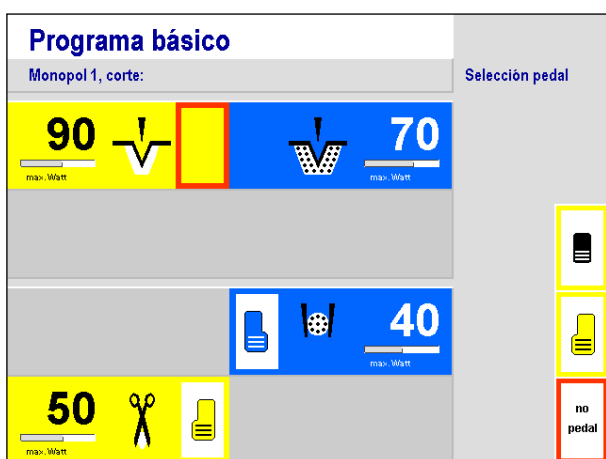 Programa básico
Monopol 1, corte:
Selección pedal
90
max. Watt
70
max. Watt
40
max. Watt
50
max. Watt
no
pedal